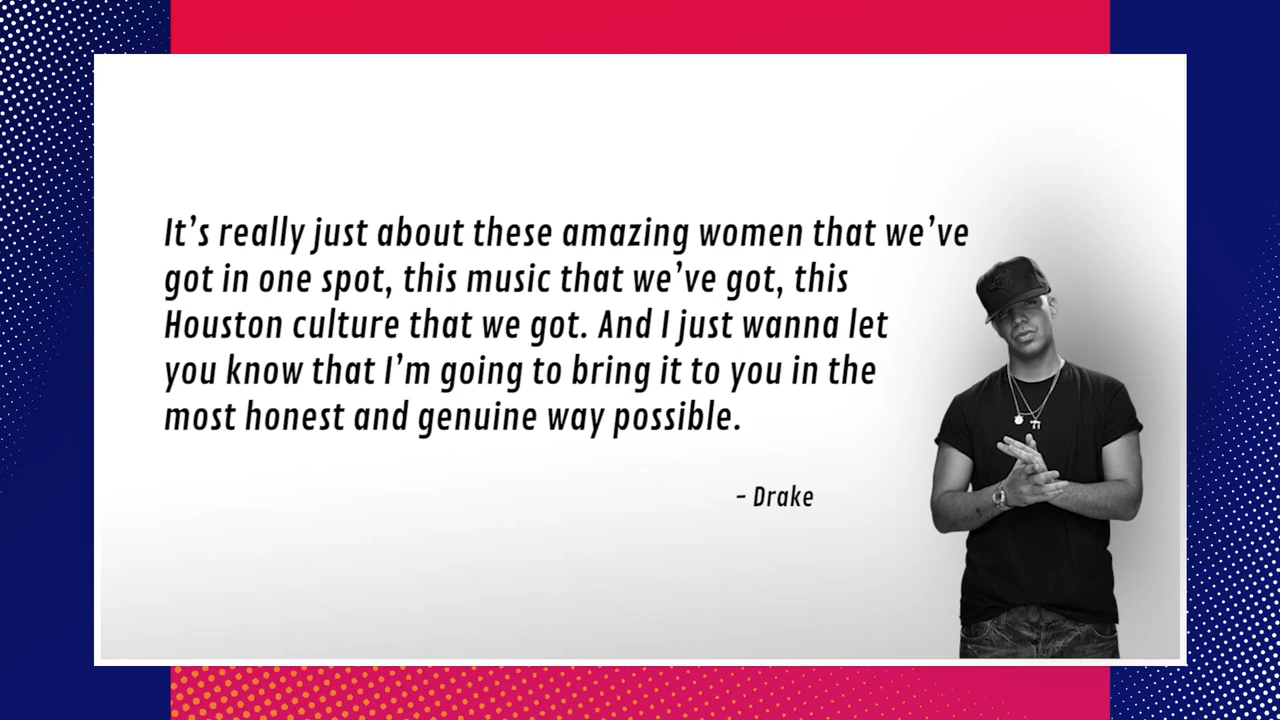 It's really just about these amazing women that we've
got in one spot, this music that we've got, this
Houston culture that we got. And I just wanna let
you know that I'm going to bring it to you in the
most honest and genuine way possible.
- Drake